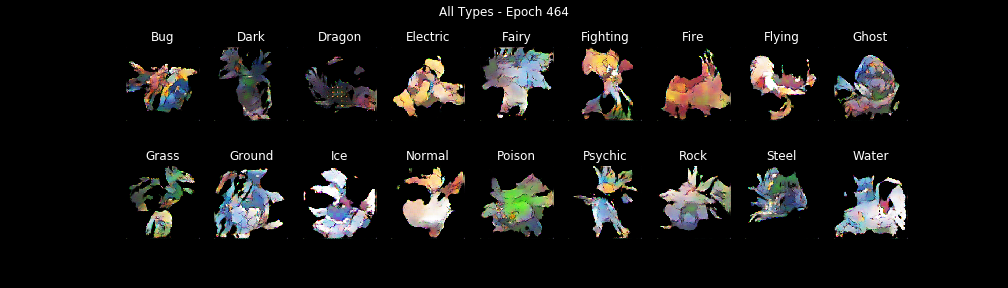 All Types - Epoch 464
Bug Dark Dragon Electric Fairy Fighting Fire Flying Ghost
Grass Ground Ice Normal Poison Psychic Rock Steel Water